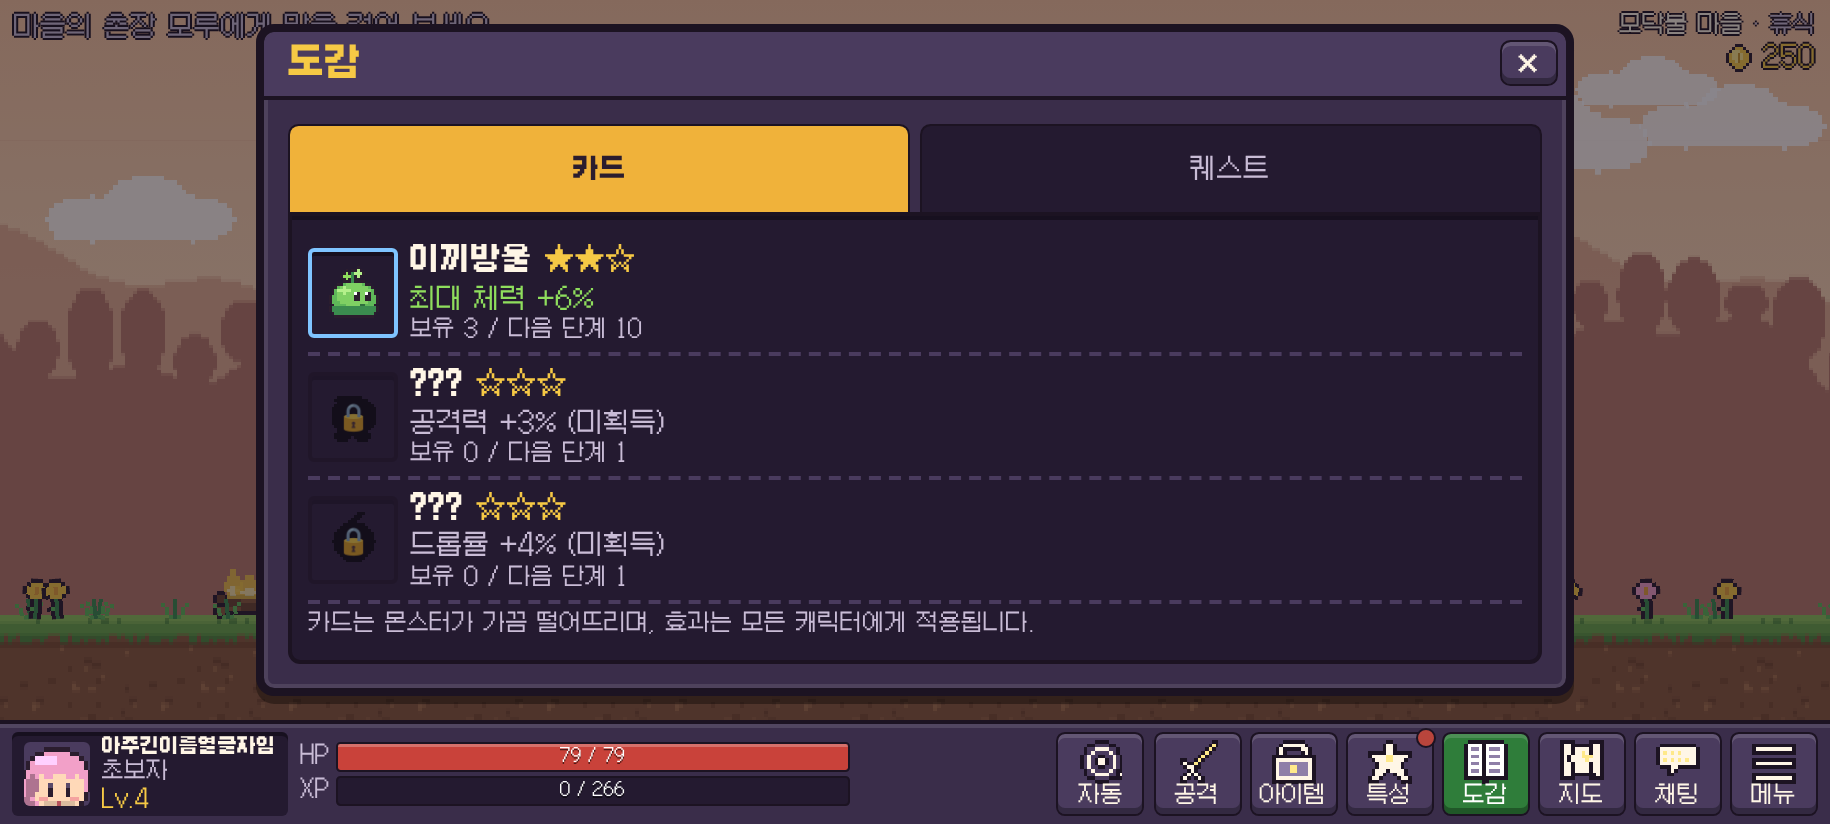 마을의 촌장 모루에게 말을 걸어 보세요
모닥불 마을 · 휴식
250
도감
카드
퀘스트
이끼방울 ★★☆
최대 체력 +6%
보유 3 / 다음 단계 10
??? ☆☆☆
공격력 +3% (미획득)
보유 0 / 다음 단계 1
??? ☆☆☆
드롭률 +4% (미획득)
보유 0 / 다음 단계 1
카드는 몬스터가 가끔 떨어뜨리며, 효과는 모든 캐릭터에게 적용됩니다.
아주긴이름열글자임
초보자
Lv.4
HP 79 / 79
XP 0 / 266
자동
공격
아이템
특성
도감
지도
채팅
메뉴